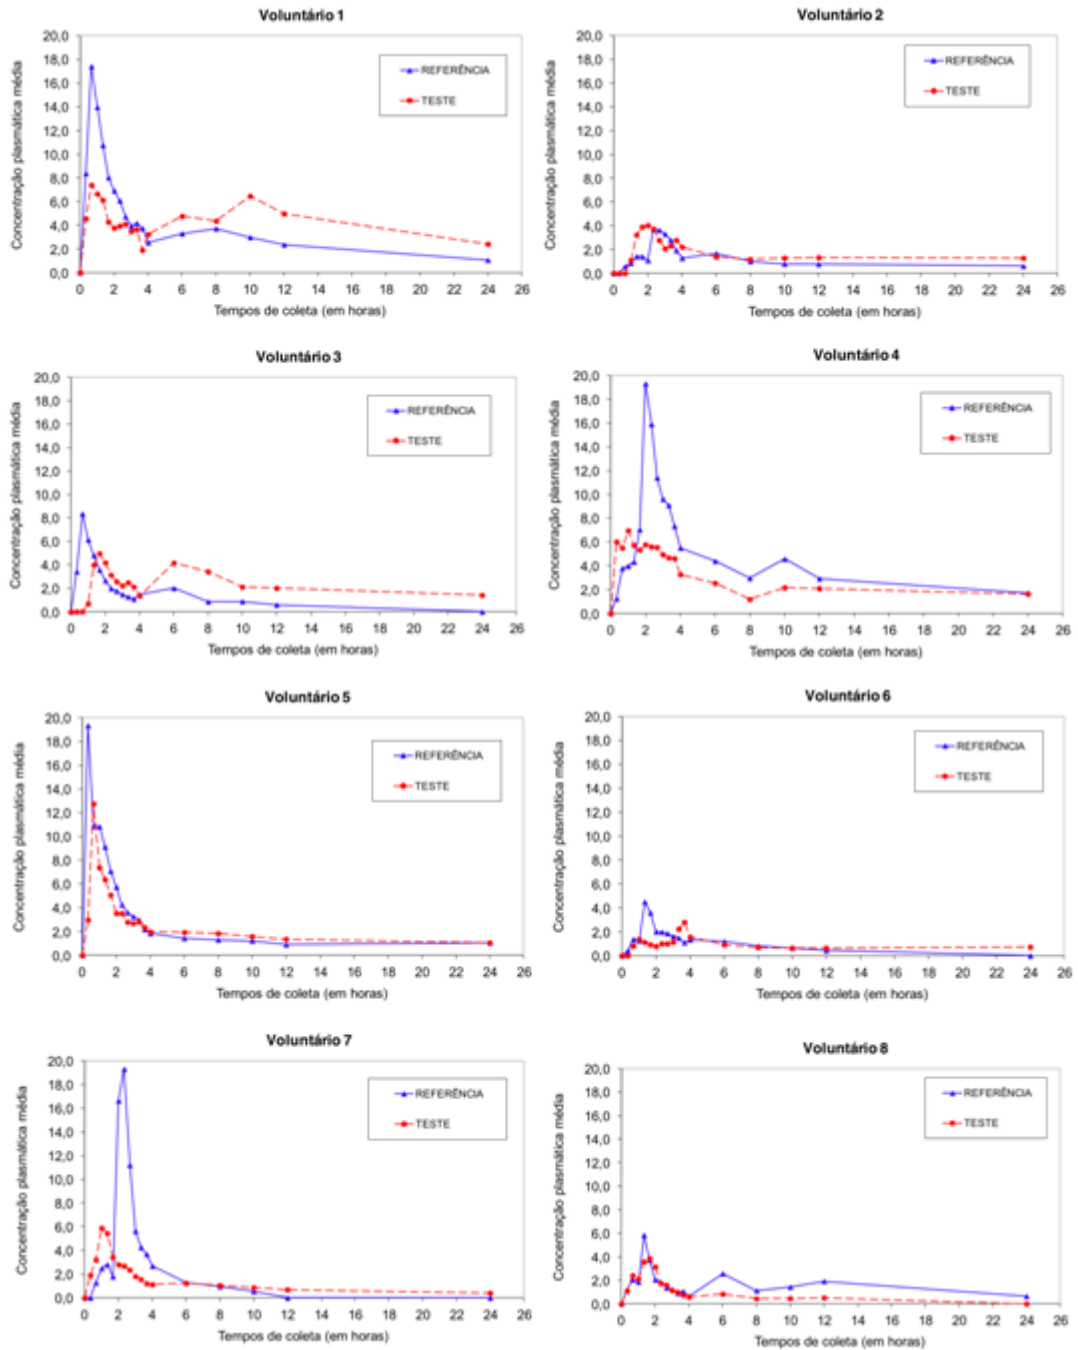 Voluntário 1
Concentração plasmática média
20,0
18,0
16,0
14,0
12,0
10,0
8,0
6,0
4,0
2,0
0,0
REFERÊNCIA
TESTE
0 2 4 6 8 10 12 14 16 18 20 22 24 26
Tempos de coleta (em horas)
Voluntário 2
Concentração plasmática média
20,0
18,0
16,0
14,0
12,0
10,0
8,0
6,0
4,0
2,0
0,0
REFERÊNCIA
TESTE
0 2 4 6 8 10 12 14 16 18 20 22 24 26
Tempos de coleta (em horas)
Voluntário 3
Concentração plasmática média
20,0
18,0
16,0
14,0
12,0
10,0
8,0
6,0
4,0
2,0
0,0
REFERÊNCIA
TESTE
0 2 4 6 8 10 12 14 16 18 20 22 24 26
Tempos de coleta (em horas)
Voluntário 4
Concentração plasmática média
20,0
18,0
16,0
14,0
12,0
10,0
8,0
6,0
4,0
2,0
0,0
REFERÊNCIA
TESTE
0 2 4 6 8 10 12 14 16 18 20 22 24 26
Tempos de coleta (em horas)
Voluntário 5
Concentração plasmática média
20,0
18,0
16,0
14,0
12,0
10,0
8,0
6,0
4,0
2,0
0,0
REFERÊNCIA
TESTE
0 2 4 6 8 10 12 14 16 18 20 22 24 26
Tempos de coleta (em horas)
Voluntário 6
Concentração plasmática média
20,0
18,0
16,0
14,0
12,0
10,0
8,0
6,0
4,0
2,0
0,0
REFERÊNCIA
TESTE
0 2 4 6 8 10 12 14 16 18 20 22 24 26
Tempos de coleta (em horas)
Voluntário 7
Concentração plasmática média
20,0
18,0
16,0
14,0
12,0
10,0
8,0
6,0
4,0
2,0
0,0
REFERÊNCIA
TESTE
0 2 4 6 8 10 12 14 16 18 20 22 24 26
Tempos de coleta (em horas)
Voluntário 8
Concentração plasmática média
20,0
18,0
16,0
14,0
12,0
10,0
8,0
6,0
4,0
2,0
0,0
REFERÊNCIA
TESTE
0 2 4 6 8 10 12 14 16 18 20 22 24 26
Tempos de coleta (em horas)